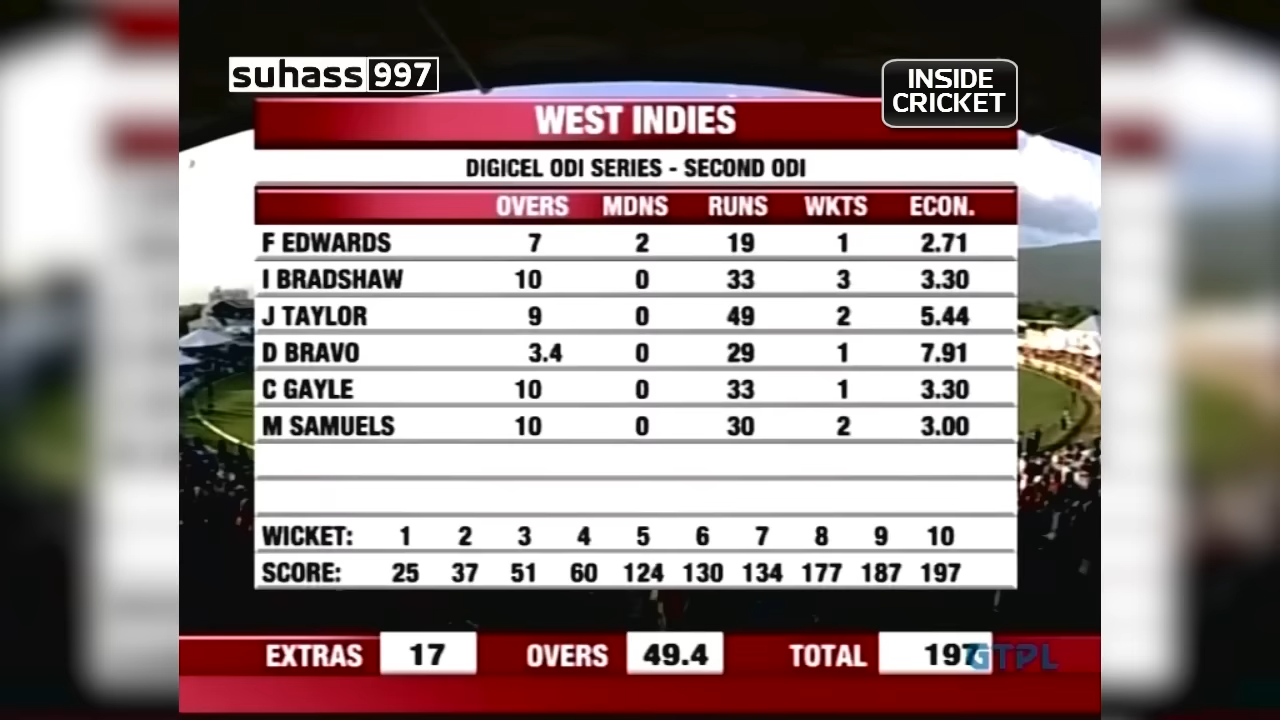 suhass 997
INSIDE
CRICKET
WEST INDIES
DIGICEL ODI SERIES - SECOND ODI
OVERS MDNS RUNS WKTS ECON.
F EDWARDS 7 2 19 1 2.71
I BRADSHAW 10 0 33 3 3.30
J TAYLOR 9 0 49 2 5.44
D BRAVO 3.4 0 29 1 7.91
C GAYLE 10 0 33 1 3.30
M SAMUELS 10 0 30 2 3.00
WICKET: 1 2 3 4 5 6 7 8 9 10
SCORE: 25 37 51 60 124 130 134 177 187 197
EXTRAS 17 OVERS 49.4 TOTAL 197
GTPL